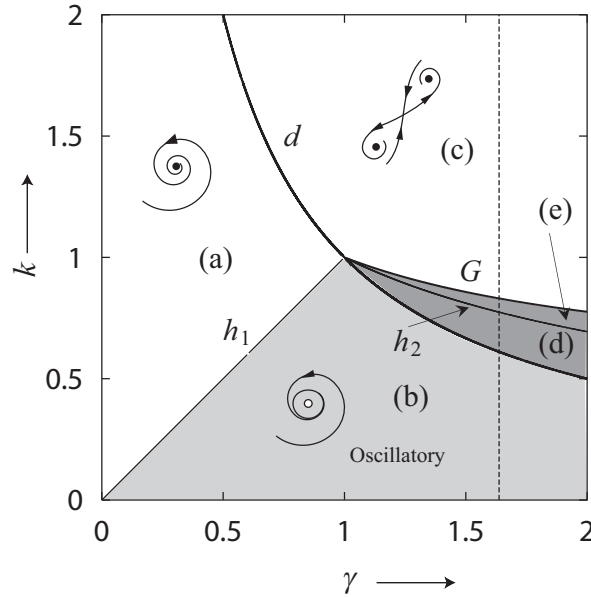 2
d
1.5
(c)
k
(e)
(a)
1
G
h1
h2
(d)
0.5
(b)
Oscillatory
0
0 0.5 1 1.5 2
γ